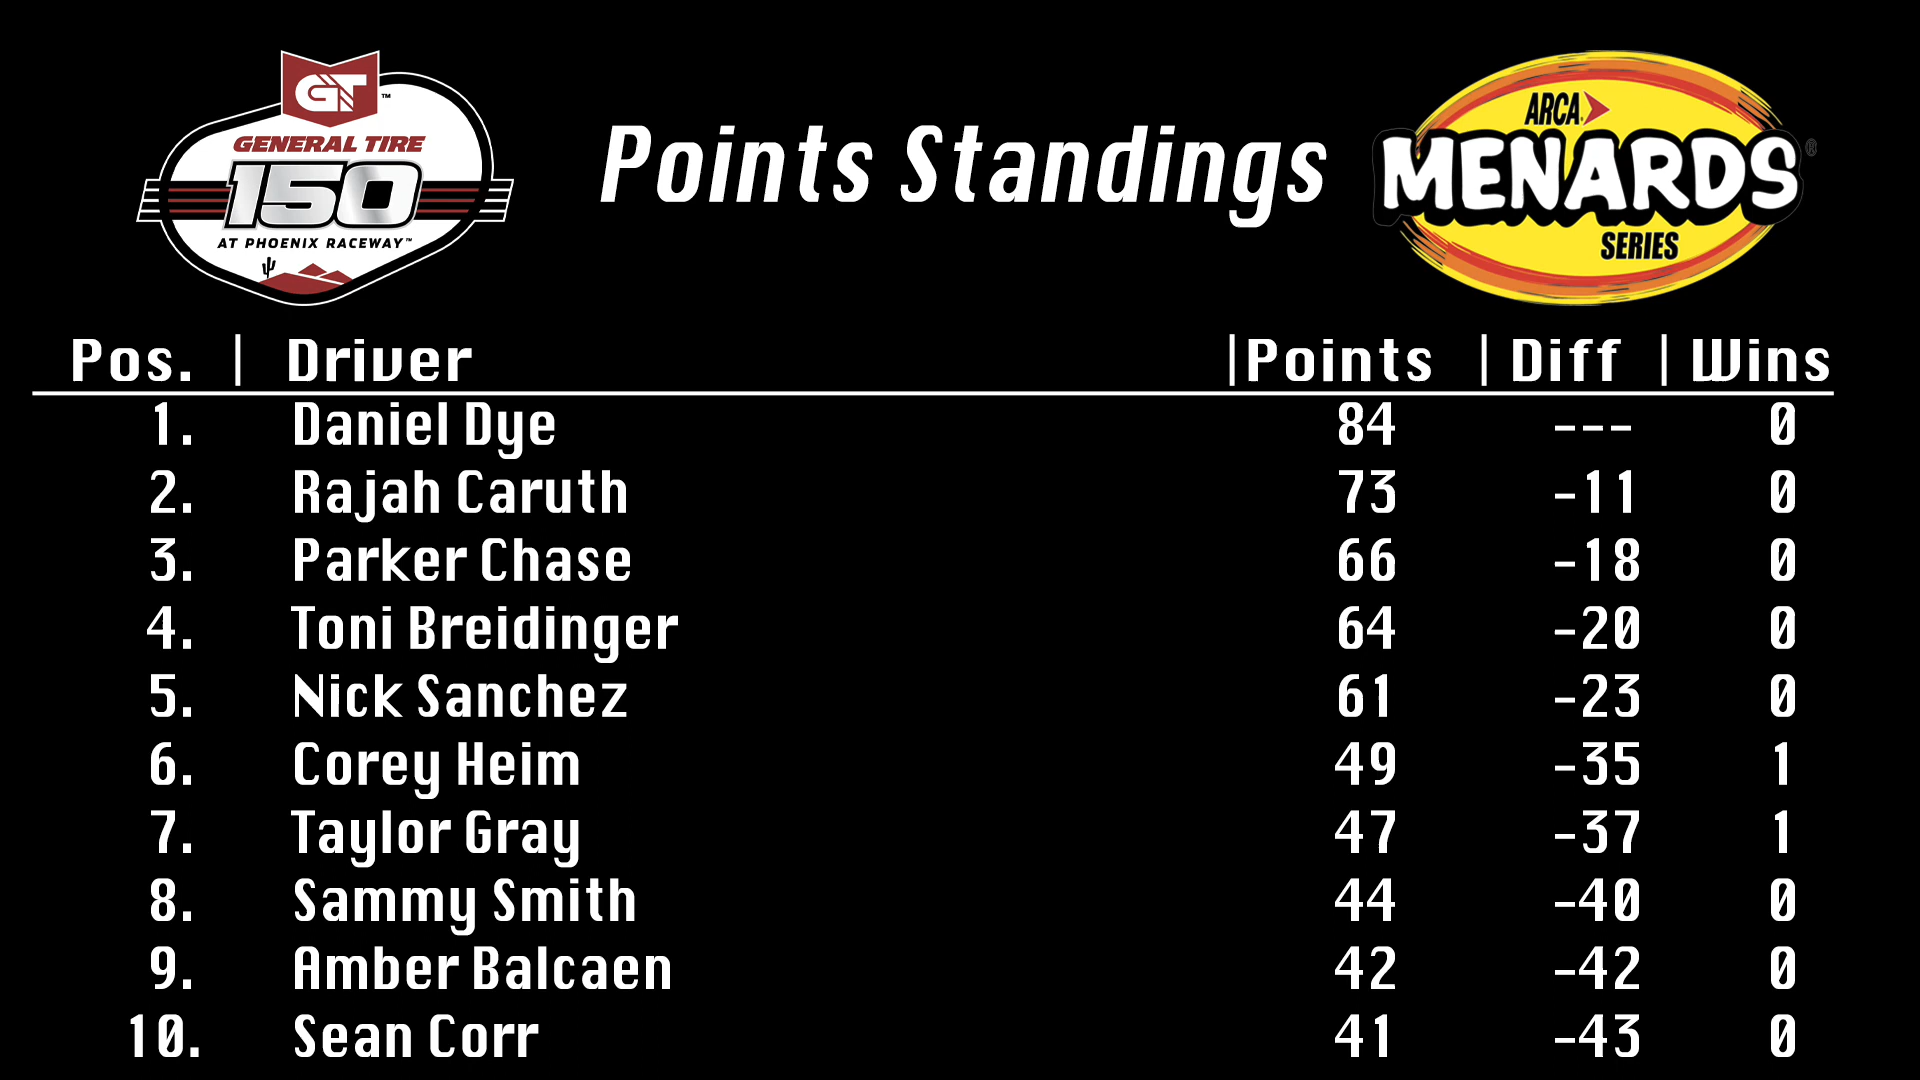 GT™
GENERAL TIRE
150
AT PHOENIX RACEWAY™
Points Standings
ARCA
MENARDS®
SERIES
Pos. | Driver |Points | Diff | Wins
1. Daniel Dye 84 --- 0
2. Rajah Caruth 73 -11 0
3. Parker Chase 66 -18 0
4. Toni Breidinger 64 -20 0
5. Nick Sanchez 61 -23 0
6. Corey Heim 49 -35 1
7. Taylor Gray 47 -37 1
8. Sammy Smith 44 -40 0
9. Amber Balcaen 42 -42 0
10. Sean Corr 41 -43 0